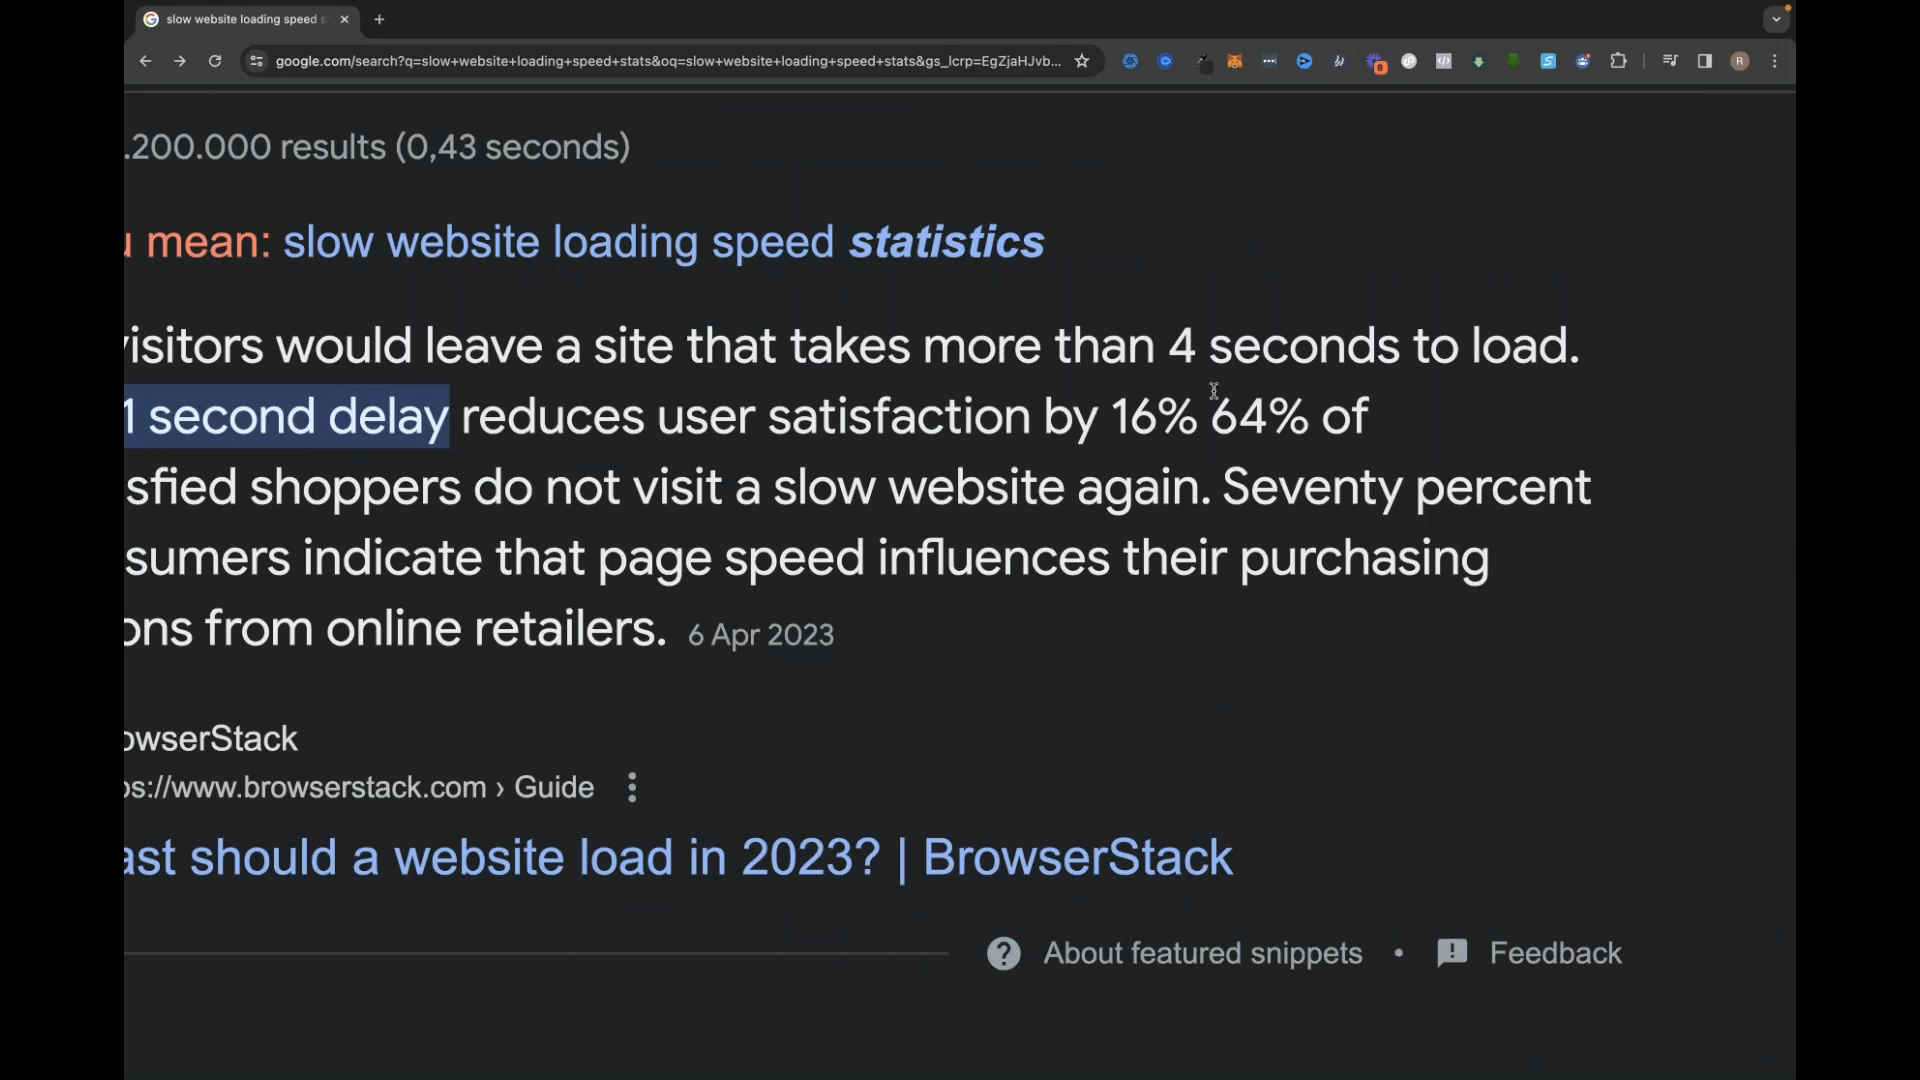 slow website loading speed s
google.com/search?q=slow+website+loading+speed+stats&oq=slow+website+loading+speed+stats&gs_lcrp=EgZjaHJvb...
8
R
.200.000 results (0,43 seconds)
mean: slow website loading speed statistics
visitors would leave a site that takes more than 4 seconds to load.
1 second delay reduces user satisfaction by 16% 64% of
sfied shoppers do not visit a slow website again. Seventy percent
sumers indicate that page speed influences their purchasing
ons from online retailers. 6 Apr 2023
owserStack
ps://www.browserstack.com › Guide
ast should a website load in 2023? | BrowserStack
About featured snippets • Feedback